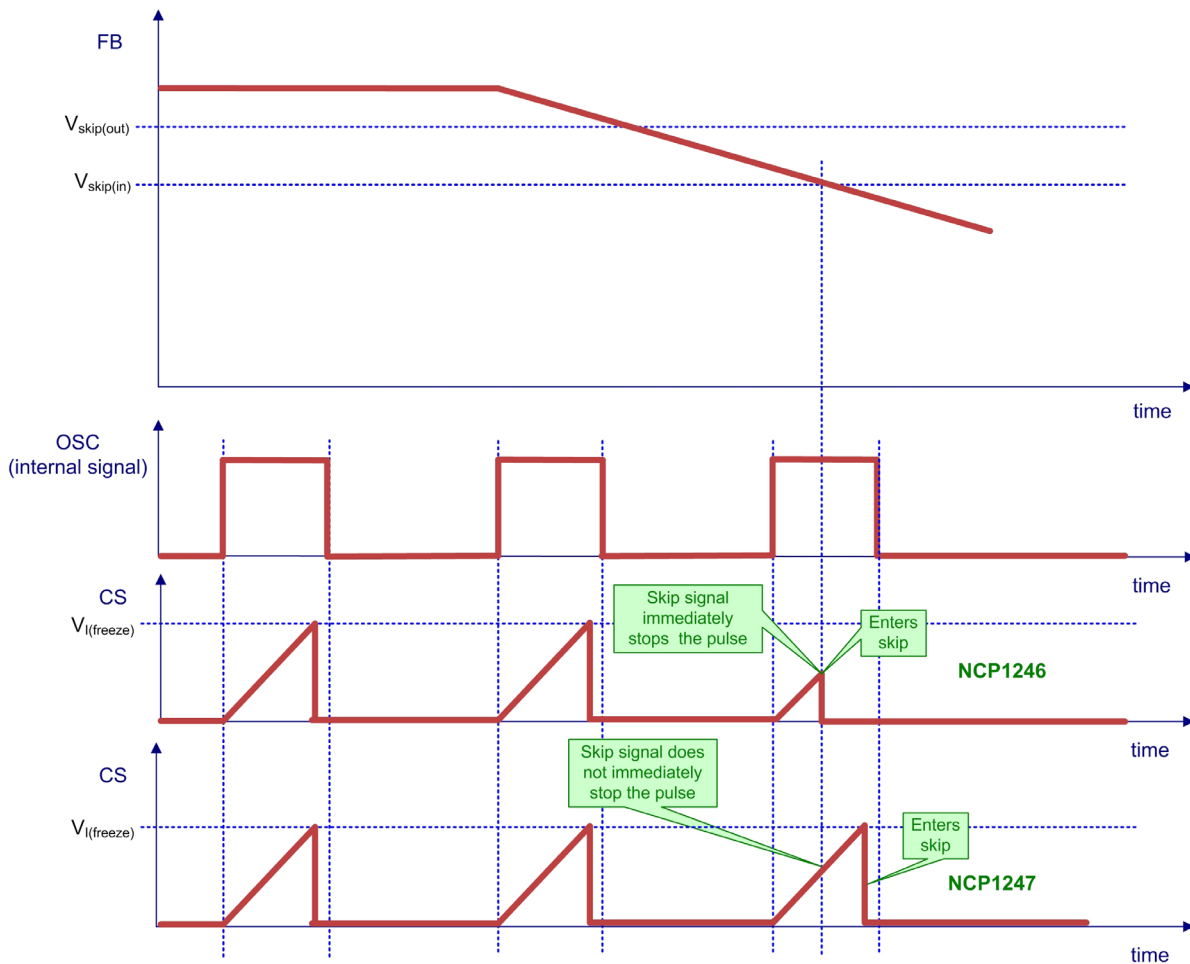 FB
Vskip(out)
Vskip(in)
time
OSC
(internal signal)
time
CS
VI(freeze)
Skip signal
immediately
stops the pulse
Enters
skip
NCP1246
time
CS
VI(freeze)
Skip signal does
not immediately
stop the pulse
Enters
skip
NCP1247
time